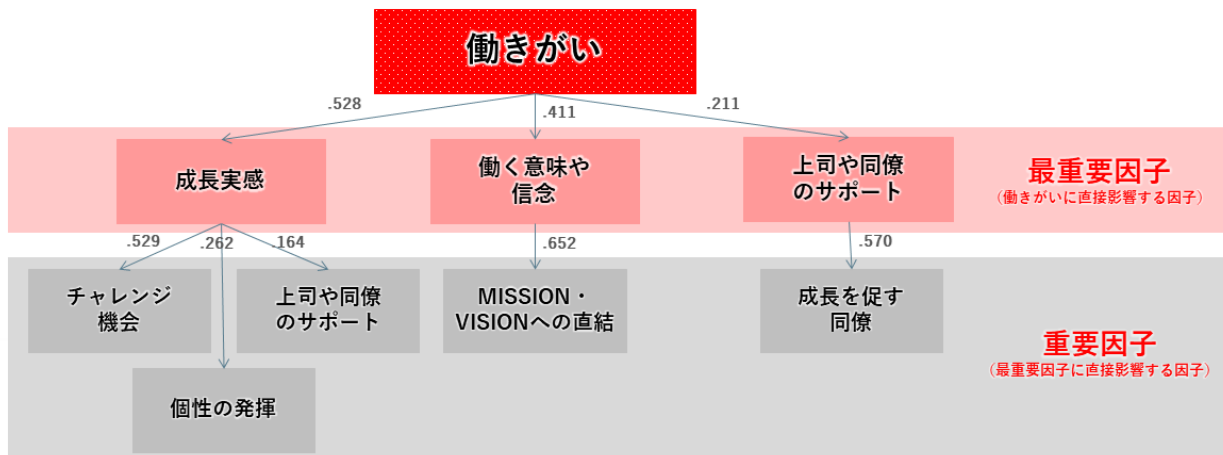 働きがい
.528
.411
.211
成長実感
働く意味や
信念
上司や同僚
のサポート
最重要因子
（働きがいに直接影響する因子）
.529
.262
.164
.652
.570
チャレンジ
機会
上司や同僚
のサポート
MISSION・
VISIONへの直結
成長を促す
同僚
重要因子
（最重要因子に直接影響する因子）
個性の発揮